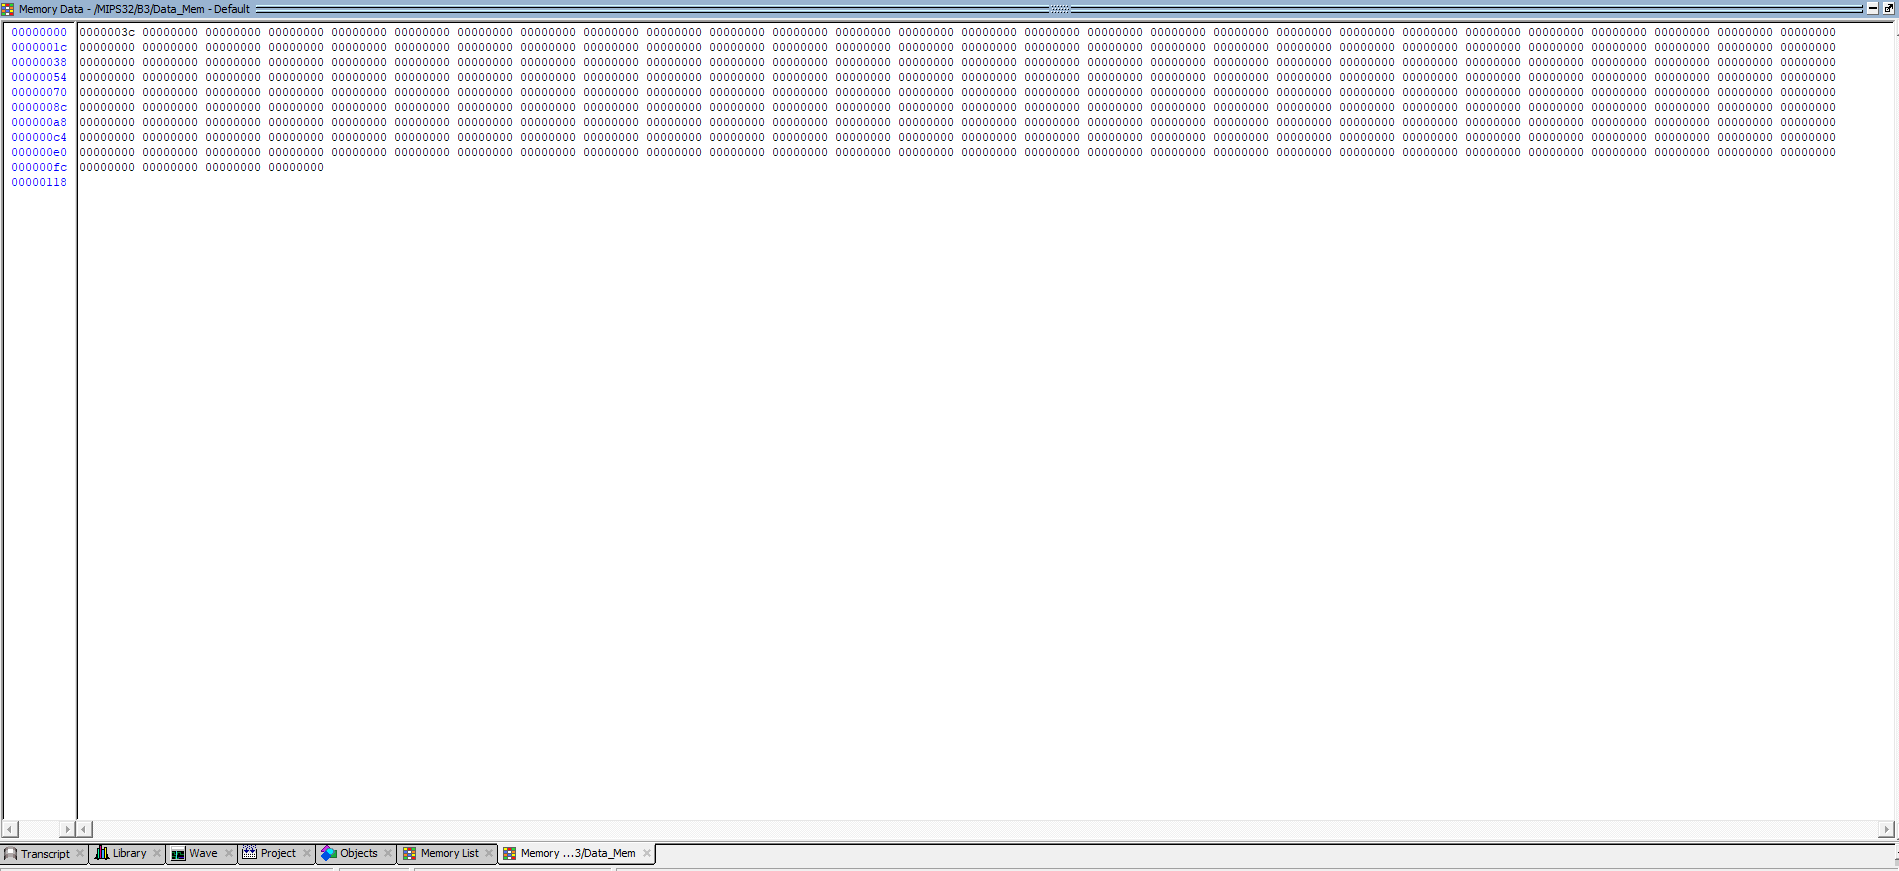 Memory Data - /MIPS32/B3/Data_Mem - Default
00000000 0000003c 00000000 00000000 00000000 00000000 00000000 00000000 00000000 00000000 00000000 00000000 00000000 00000000 00000000 00000000 00000000 00000000 00000000 00000000 00000000 00000000 00000000 00000000 00000000 00000000 00000000 00000000 00000000
0000001c 00000000 00000000 00000000 00000000 00000000 00000000 00000000 00000000 00000000 00000000 00000000 00000000 00000000 00000000 00000000 00000000 00000000 00000000 00000000 00000000 00000000 00000000 00000000 00000000 00000000 00000000 00000000 00000000
00000038 00000000 00000000 00000000 00000000 00000000 00000000 00000000 00000000 00000000 00000000 00000000 00000000 00000000 00000000 00000000 00000000 00000000 00000000 00000000 00000000 00000000 00000000 00000000 00000000 00000000 00000000 00000000 00000000
00000054 00000000 00000000 00000000 00000000 00000000 00000000 00000000 00000000 00000000 00000000 00000000 00000000 00000000 00000000 00000000 00000000 00000000 00000000 00000000 00000000 00000000 00000000 00000000 00000000 00000000 00000000 00000000 00000000
00000070 00000000 00000000 00000000 00000000 00000000 00000000 00000000 00000000 00000000 00000000 00000000 00000000 00000000 00000000 00000000 00000000 00000000 00000000 00000000 00000000 00000000 00000000 00000000 00000000 00000000 00000000 00000000 00000000
0000008c 00000000 00000000 00000000 00000000 00000000 00000000 00000000 00000000 00000000 00000000 00000000 00000000 00000000 00000000 00000000 00000000 00000000 00000000 00000000 00000000 00000000 00000000 00000000 00000000 00000000 00000000 00000000 00000000
000000a8 00000000 00000000 00000000 00000000 00000000 00000000 00000000 00000000 00000000 00000000 00000000 00000000 00000000 00000000 00000000 00000000 00000000 00000000 00000000 00000000 00000000 00000000 00000000 00000000 00000000 00000000 00000000 00000000
000000c4 00000000 00000000 00000000 00000000 00000000 00000000 00000000 00000000 00000000 00000000 00000000 00000000 00000000 00000000 00000000 00000000 00000000 00000000 00000000 00000000 00000000 00000000 00000000 00000000 00000000 00000000 00000000 00000000
000000e0 00000000 00000000 00000000 00000000 00000000 00000000 00000000 00000000 00000000 00000000 00000000 00000000 00000000 00000000 00000000 00000000 00000000 00000000 00000000 00000000 00000000 00000000 00000000 00000000 00000000 00000000 00000000 00000000
000000fc 00000000 00000000 00000000 00000000
00000118
Transcript Library Wave Project Objects Memory List Memory ...3/Data_Mem